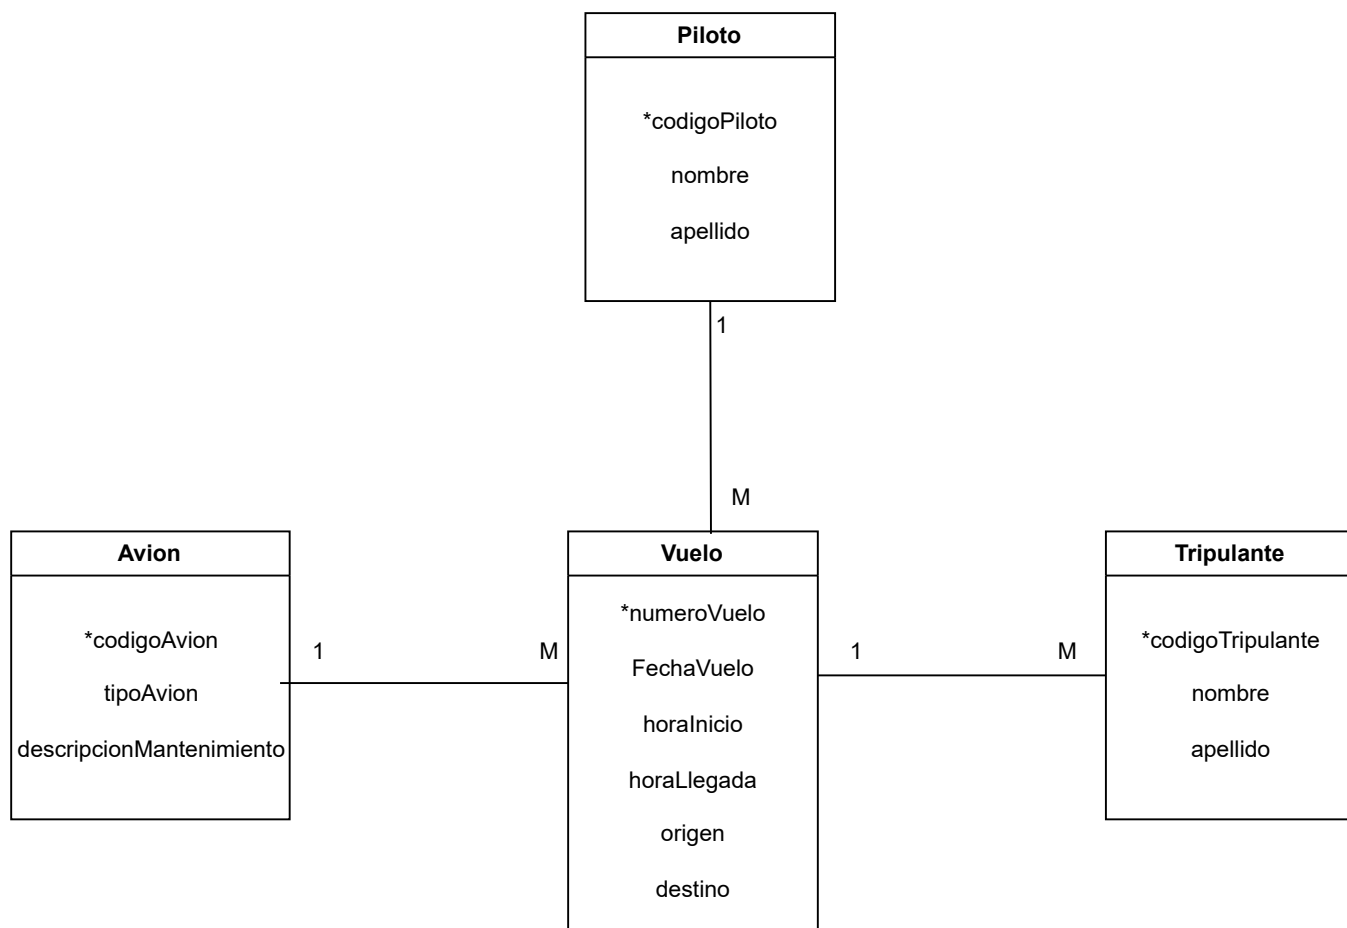 Piloto
*codigoPiloto
nombre
apellido
1
M
Avion
*codigoAvion
tipoAvion
descripcionMantenimiento
1
M
Vuelo
*numeroVuelo
FechaVuelo
horaInicio
horaLlegada
origen
destino
1
M
Tripulante
*codigoTripulante
nombre
apellido